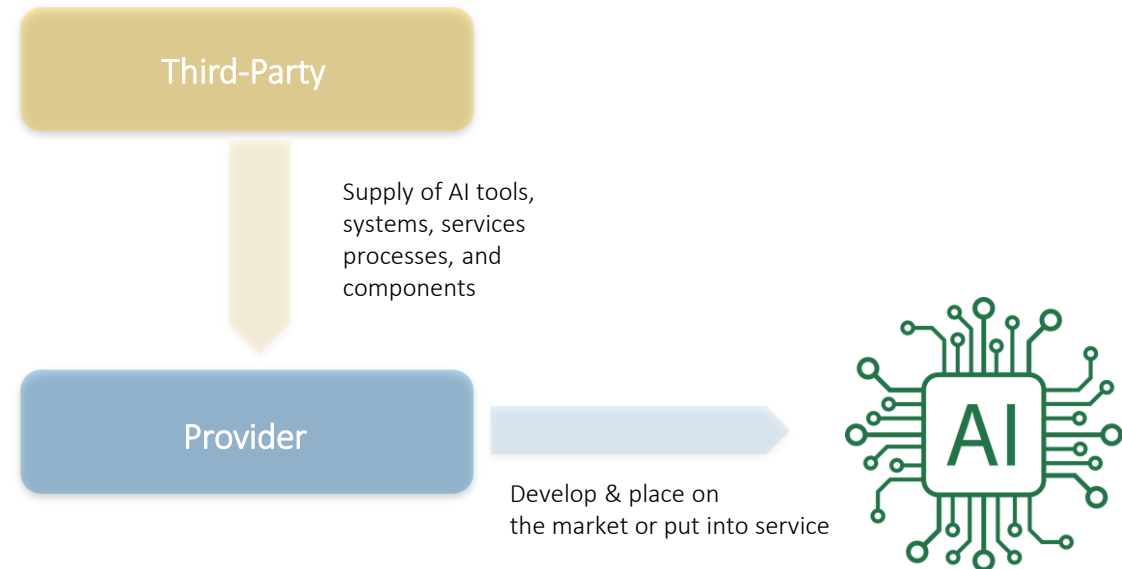 Third-Party
Supply of AI tools,
systems, services
processes, and
components
Provider
Develop & place on
the market or put into service
AI